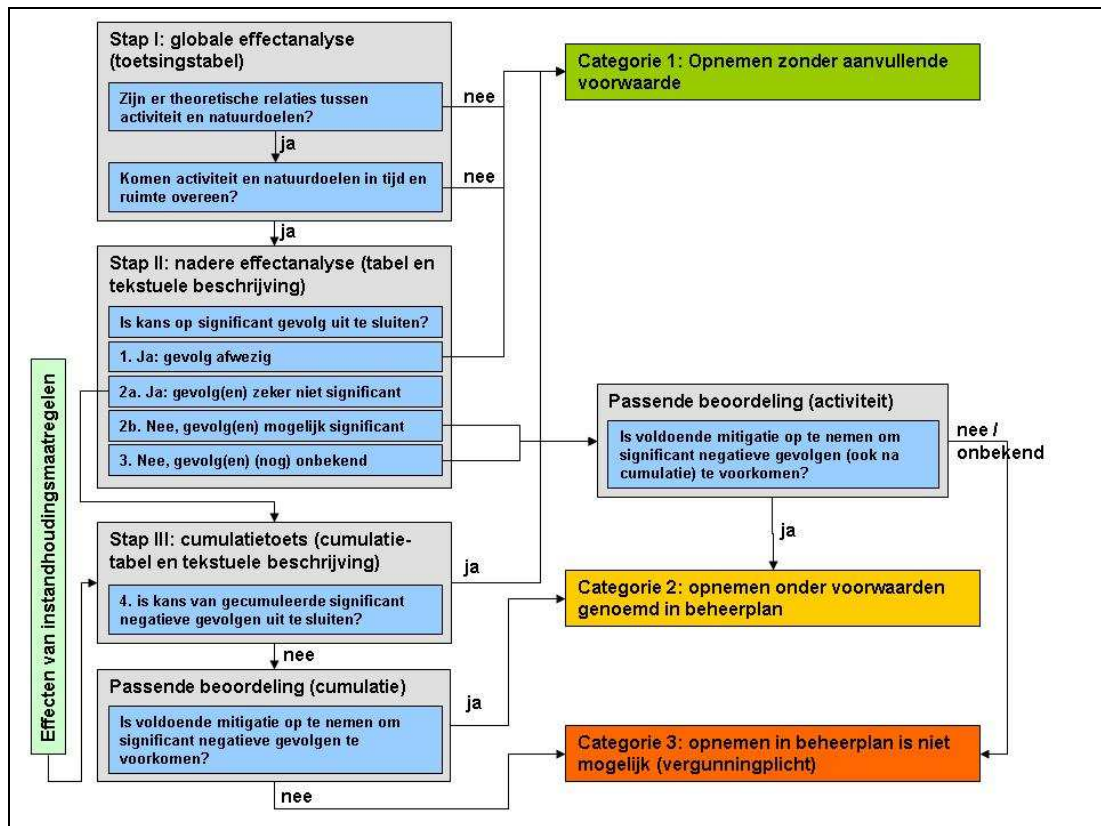 Stap I: globale effectanalyse
(toetsingstabel)
Zijn er theoretische relaties tussen
activiteit en natuurdoelen?
nee
ja
Komen activiteit en natuurdoelen in tijd en
ruimte overeen?
nee
ja
Categorie 1: Opnemen zonder aanvullende
voorwaarde
Stap II: nadere effectanalyse (tabel en
tekstuele beschrijving)
Is kans op significant gevolg uit te sluiten?
1. Ja: gevolg afwezig
2a. Ja: gevolg(en) zeker niet significant
2b. Nee, gevolg(en) mogelijk significant
3. Nee, gevolg(en) (nog) onbekend
Passende beoordeling (activiteit)
Is voldoende mitigatie op te nemen om
significant negatieve gevolgen (ook na
cumulatie) te voorkomen?
nee /
onbekend
ja
Effecten van instandhoudingsmaatregelen
Stap III: cumulatietoets (cumulatie-
tabel en tekstuele beschrijving)
4. is kans van gecumuleerde significant
negatieve gevolgen uit te sluiten?
ja
nee
Categorie 2: opnemen onder voorwaarden
genoemd in beheerplan
Passende beoordeling (cumulatie)
Is voldoende mitigatie op te nemen om
significant negatieve gevolgen te
voorkomen?
ja
nee
Categorie 3: opnemen in beheerplan is niet
mogelijk (vergunningplicht)